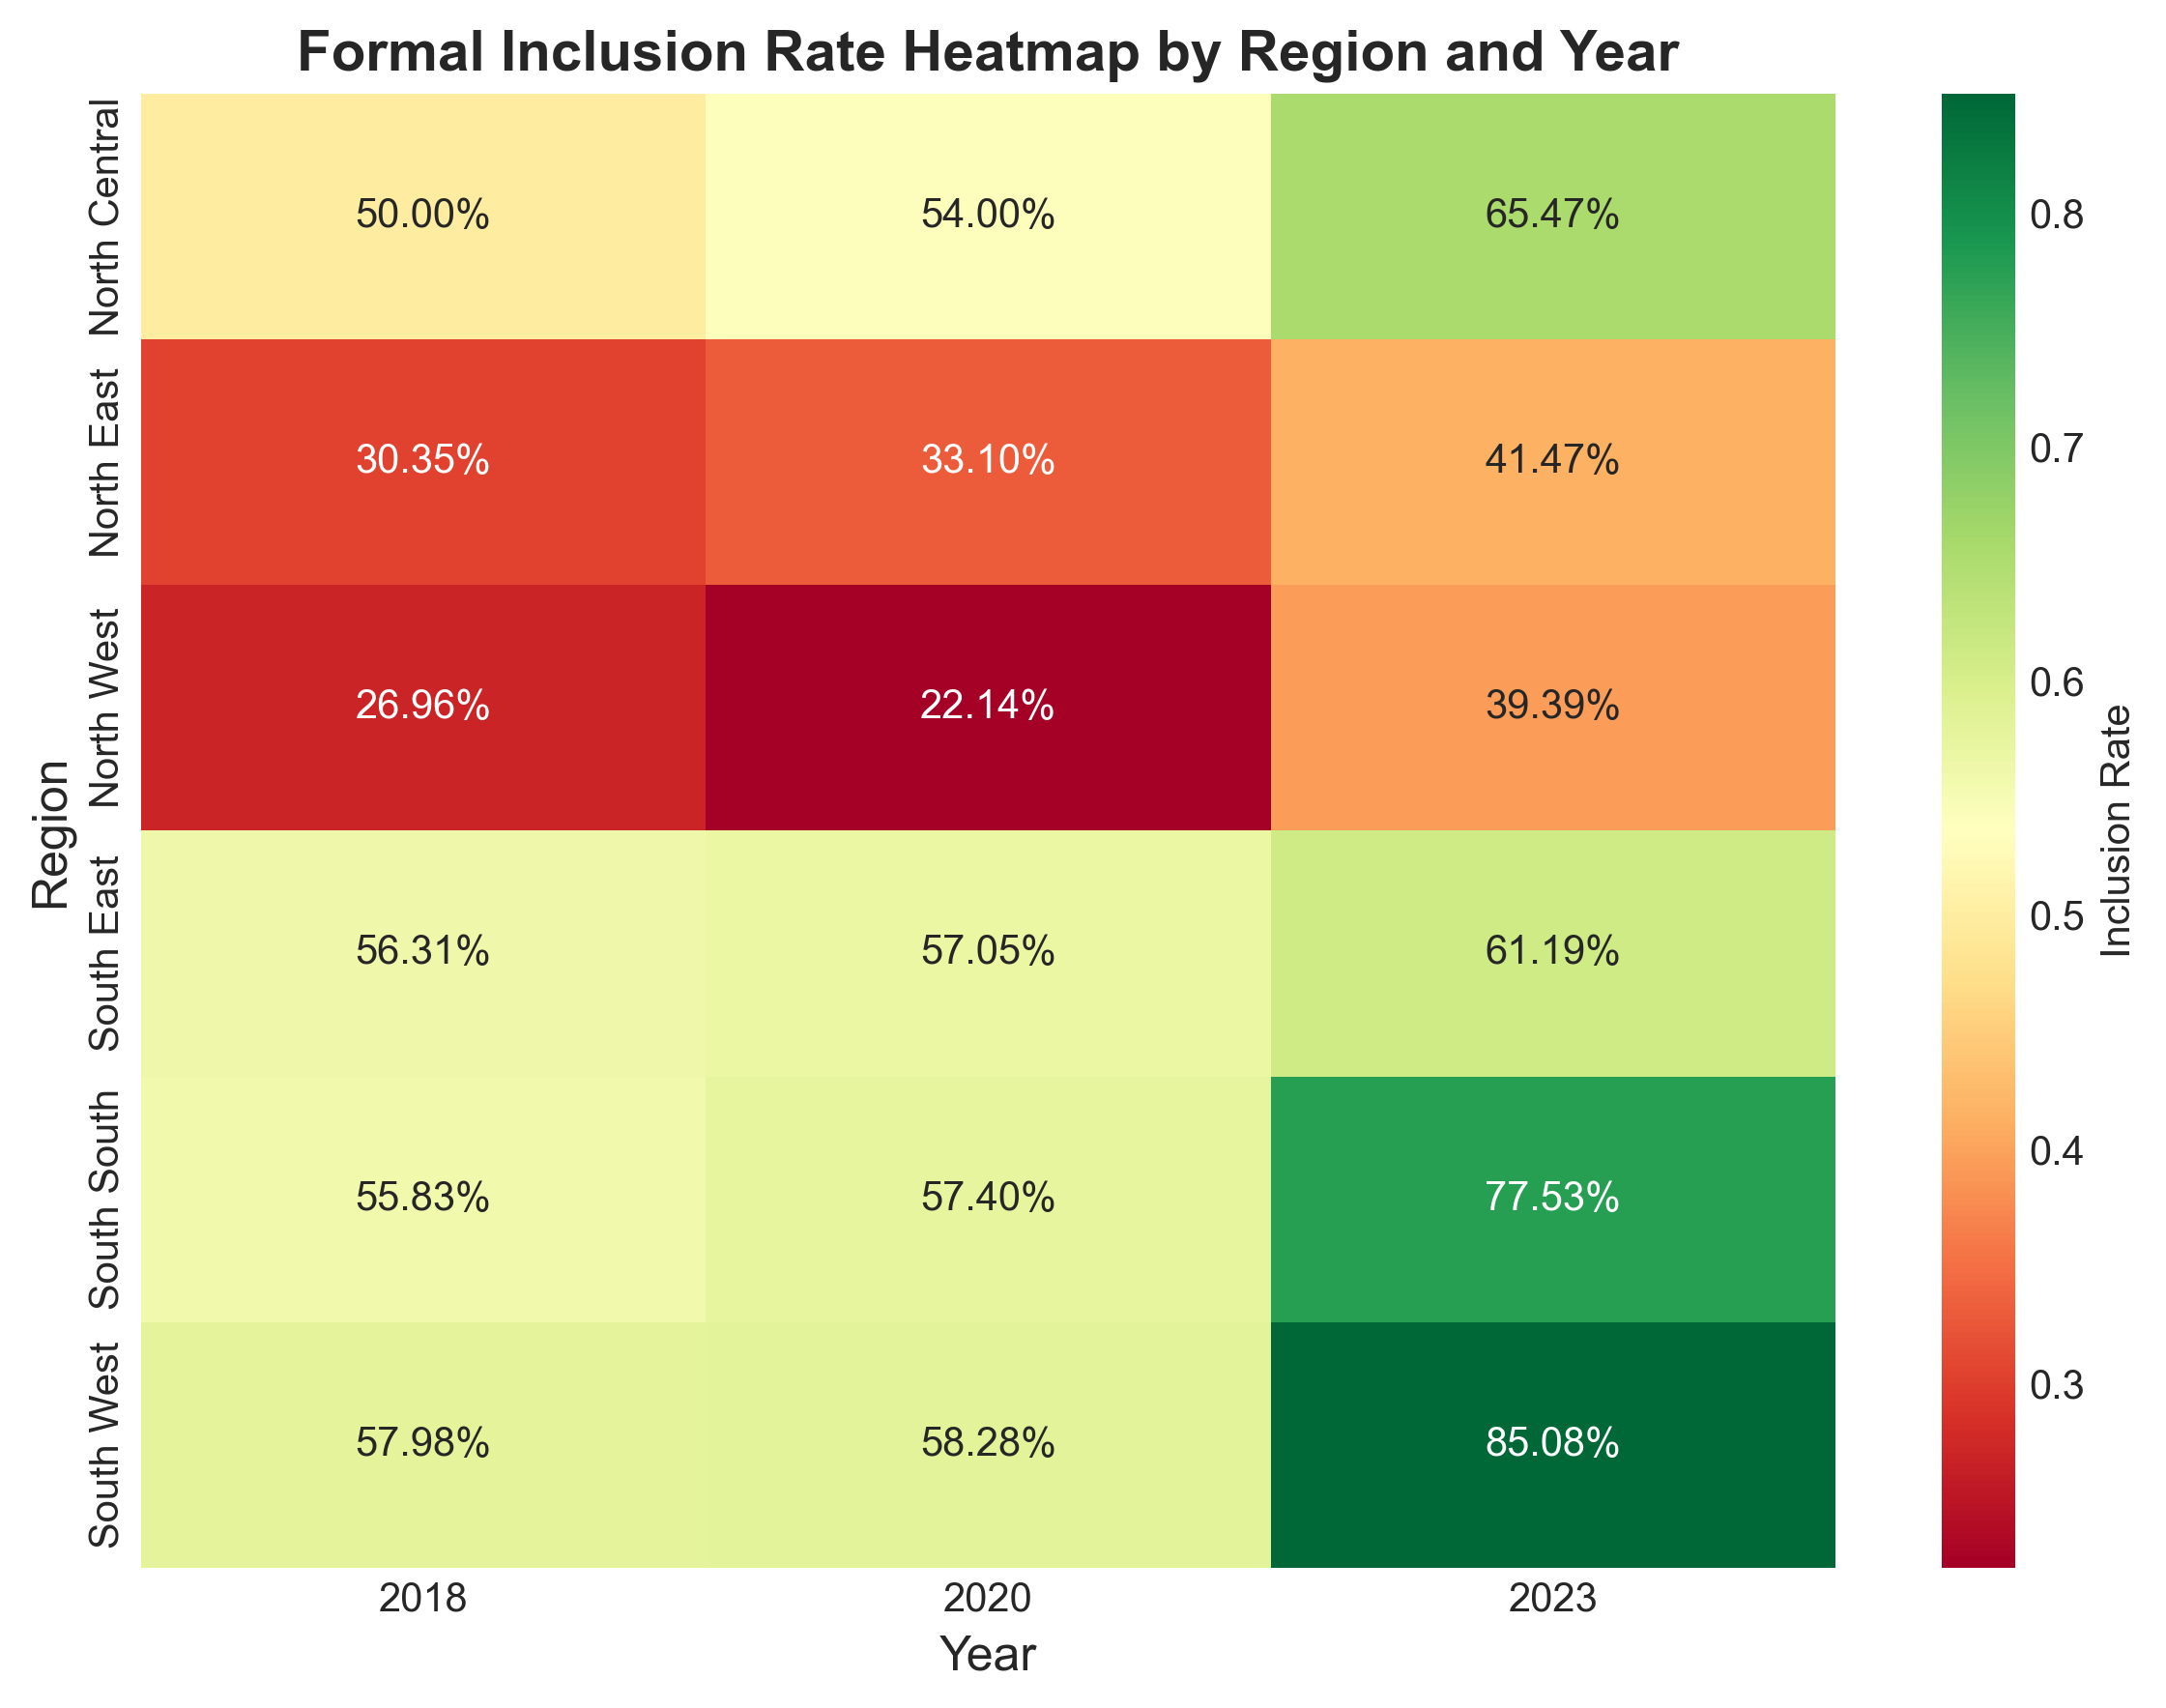 Formal Inclusion Rate Heatmap by Region and Year
Region
North Central
50.00%
54.00%
65.47%
North East
30.35%
33.10%
41.47%
North West
26.96%
22.14%
39.39%
South East
56.31%
57.05%
61.19%
South South
55.83%
57.40%
77.53%
South West
57.98%
58.28%
85.08%
2018
2020
2023
Year
0.8
0.7
0.6
0.5
0.4
0.3
Inclusion Rate